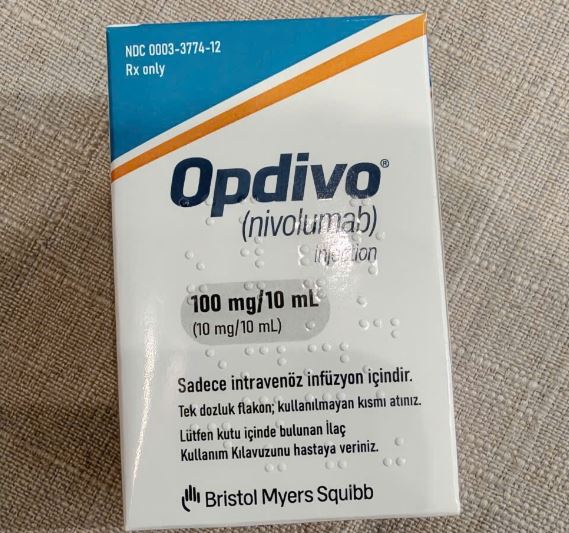 NDC 0003-3774-12
Rx only
Opdivo®
(nivolumab)
injection
100 mg/10 mL
(10 mg/10 mL)
Sadece intravenöz infüzyon içindir.
Tek dozluk flakon; kullanılmayan kısmı atınız.
Lütfen kutu içinde bulunan İlaç
Kullanım Kılavuzunu hastaya veriniz.
Bristol Myers Squibb